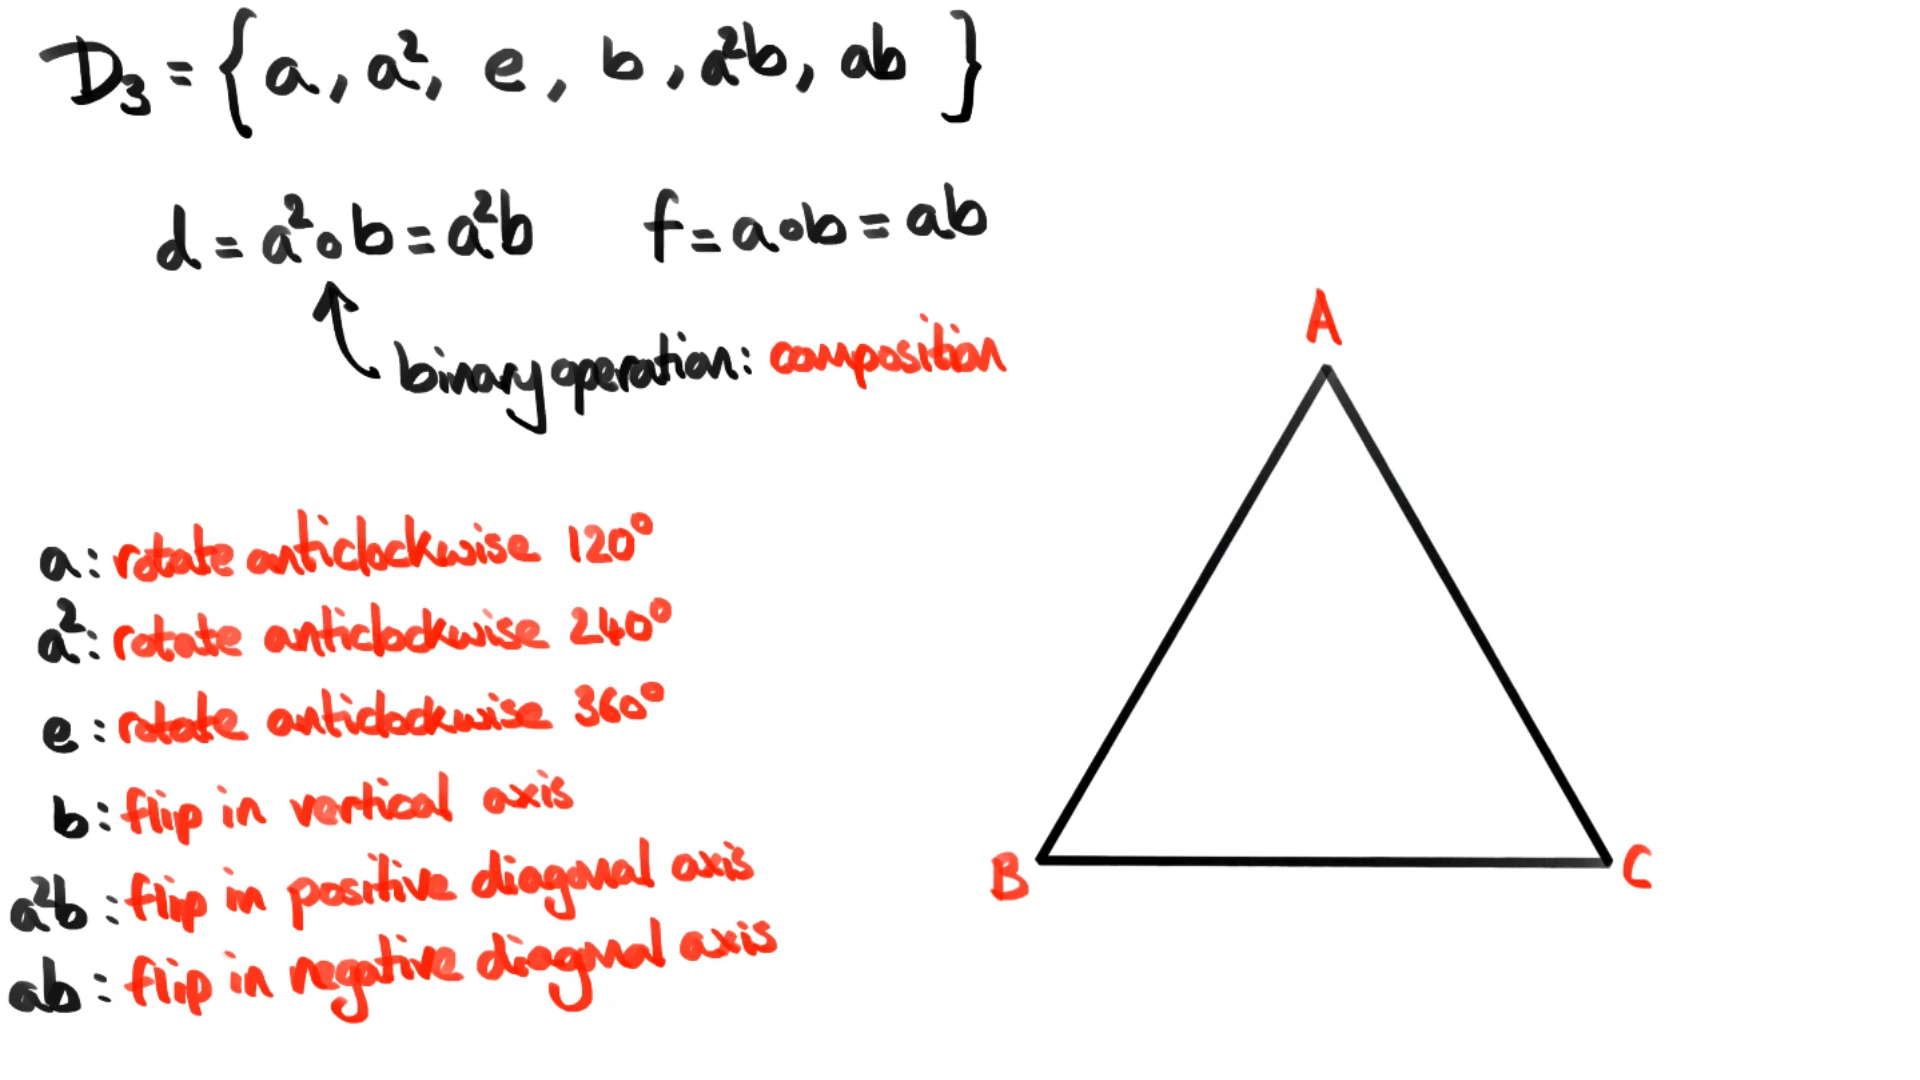 D₃ = { a, a², e, b, a²b, ab }
d = a²∘b = a²b f = a∘b = ab
binary operation: composition
A
a: rotate anticlockwise 120°
a²: rotate anticlockwise 240°
e: rotate anticlockwise 360°
b: flip in vertical axis
a²b: flip in positive diagonal axis
B C
ab: flip in negative diagonal axis